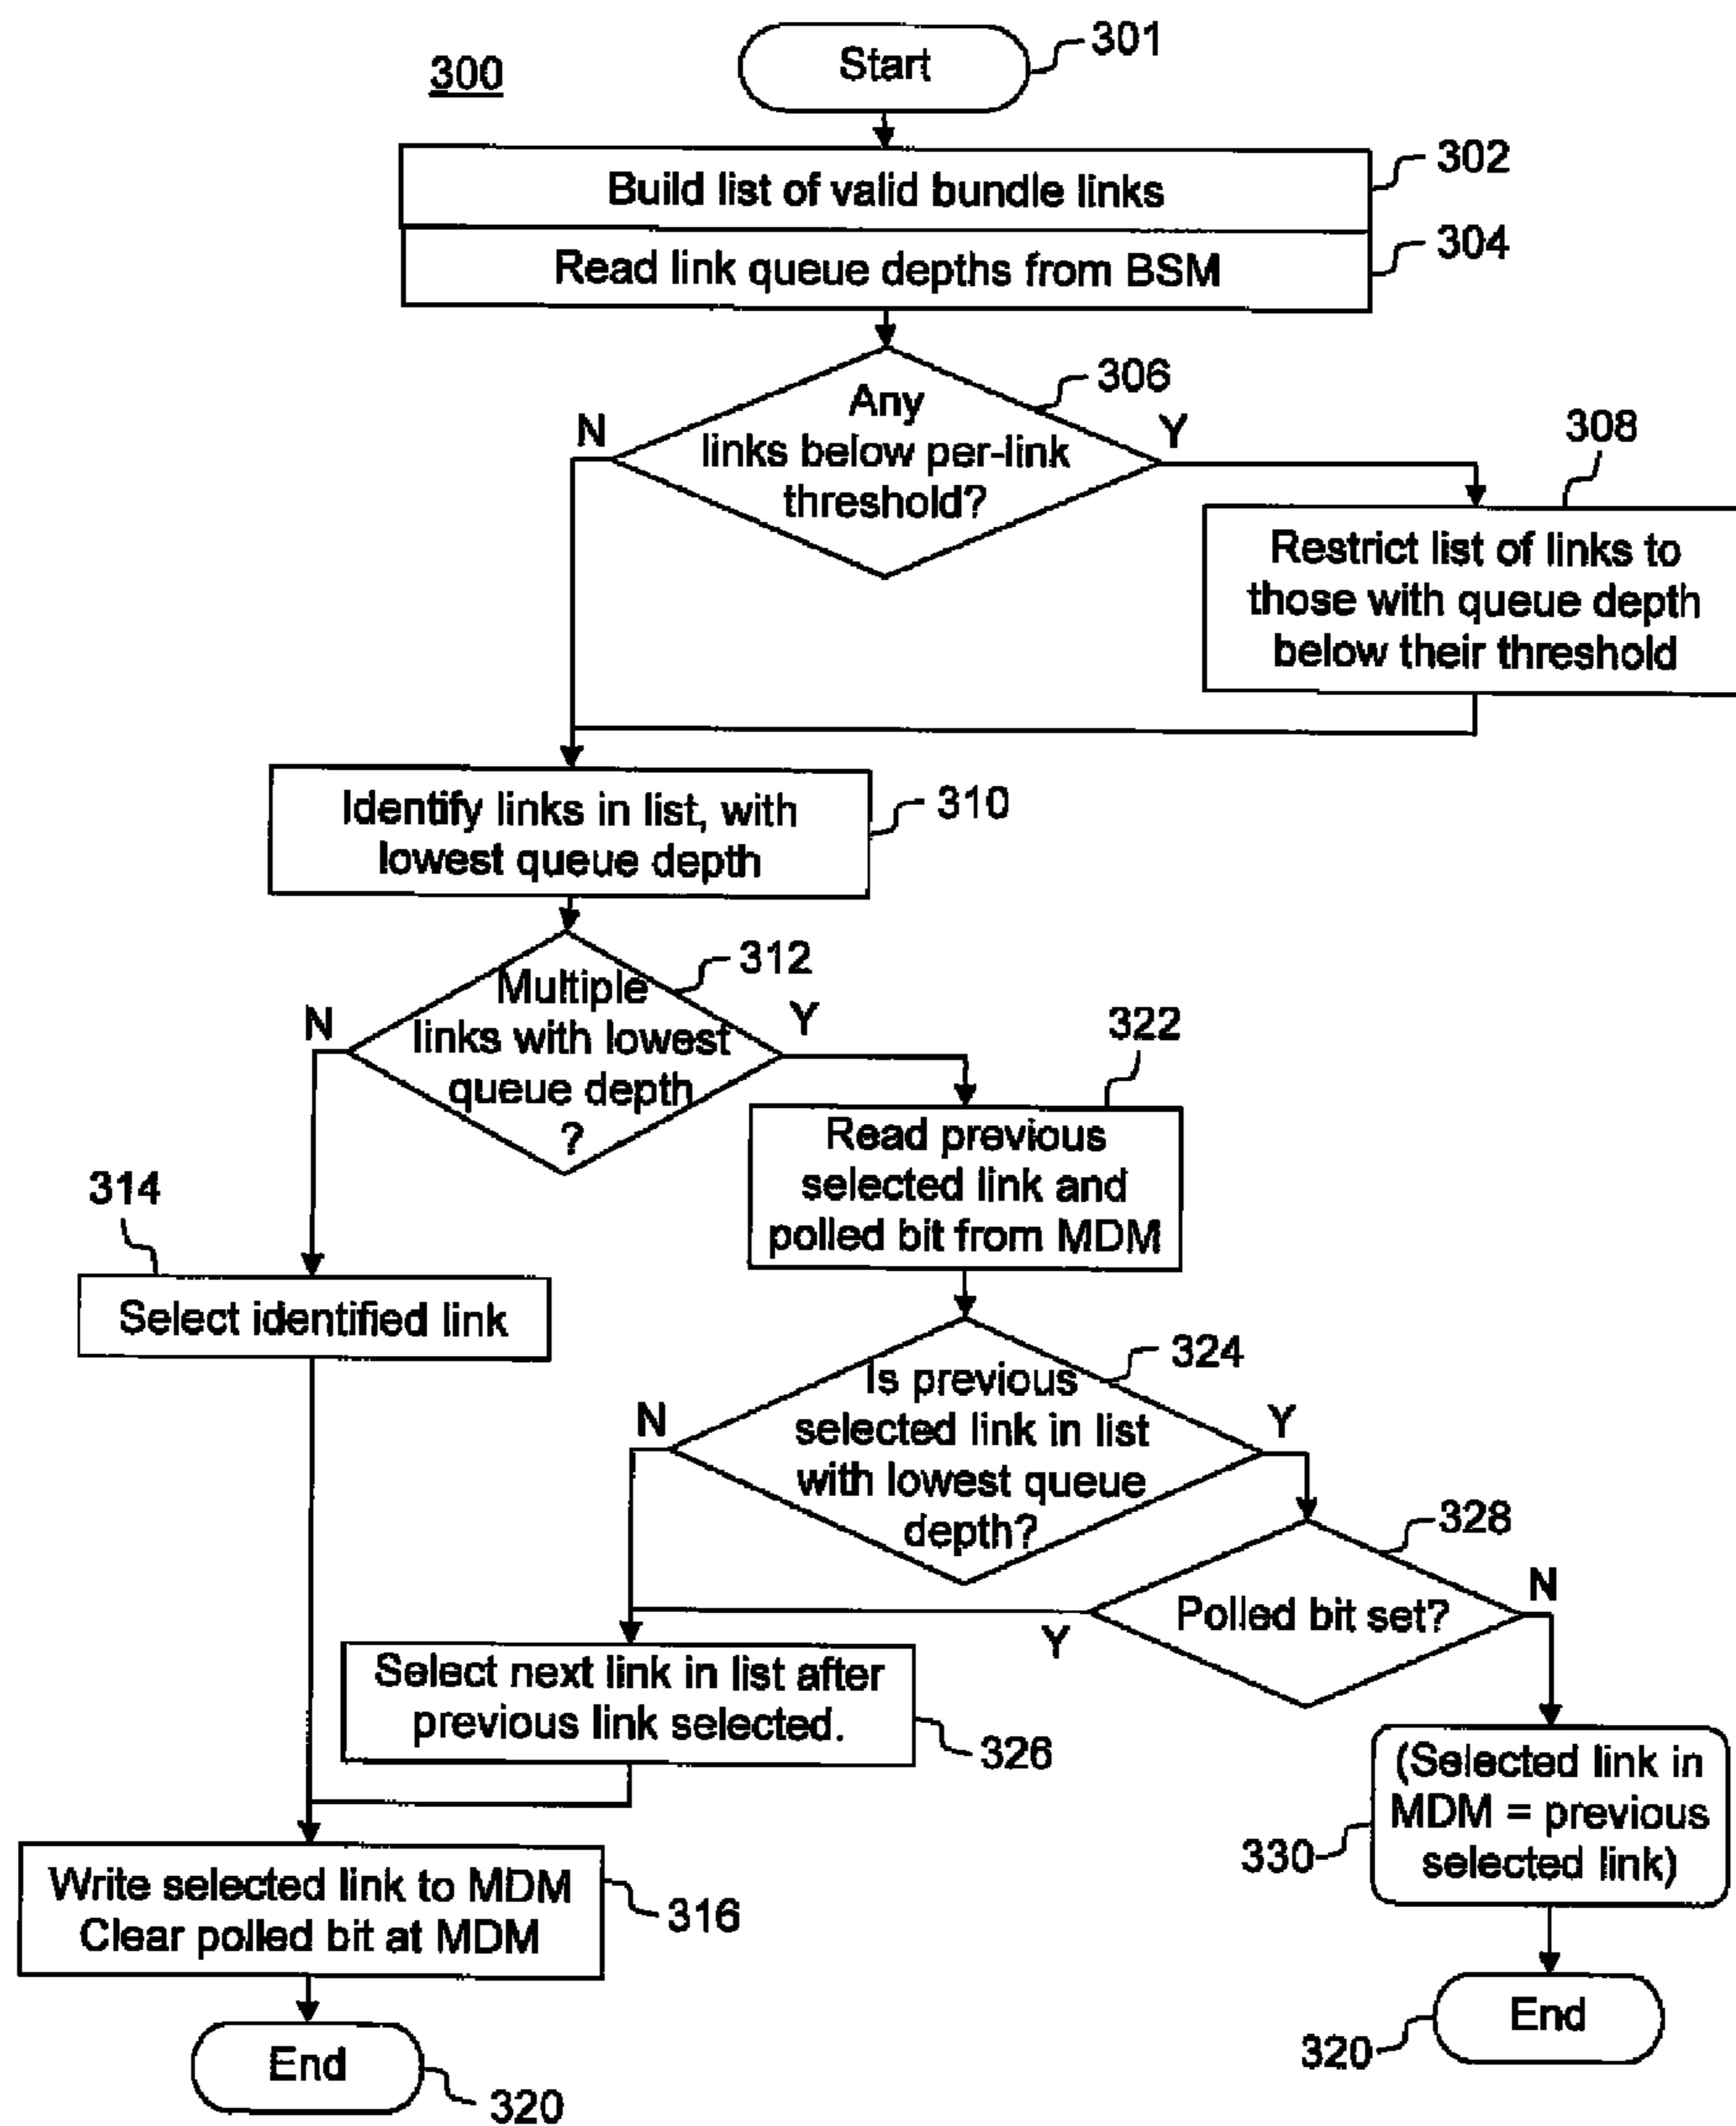 300
Start
301
Build list of valid bundle links
302
Read link queue depths from BSM
304
Any
links below per-link
threshold?
306
N
Y
308
Restrict list of links to
those with queue depth
below their threshold
Identify links in list, with
lowest queue depth
310
Multiple
links with lowest
queue depth
?
312
N
Y
322
Read previous
selected link and
polled bit from MDM
314
Select identified link
Is previous
selected link in list
with lowest queue
depth?
324
N
Y
328
Polled bit set?
N
Y
Select next link in list after
previous link selected.
326
(Selected link in
MDM = previous
selected link)
330
Write selected link to MDM
Clear polled bit at MDM
316
End
320
End
320